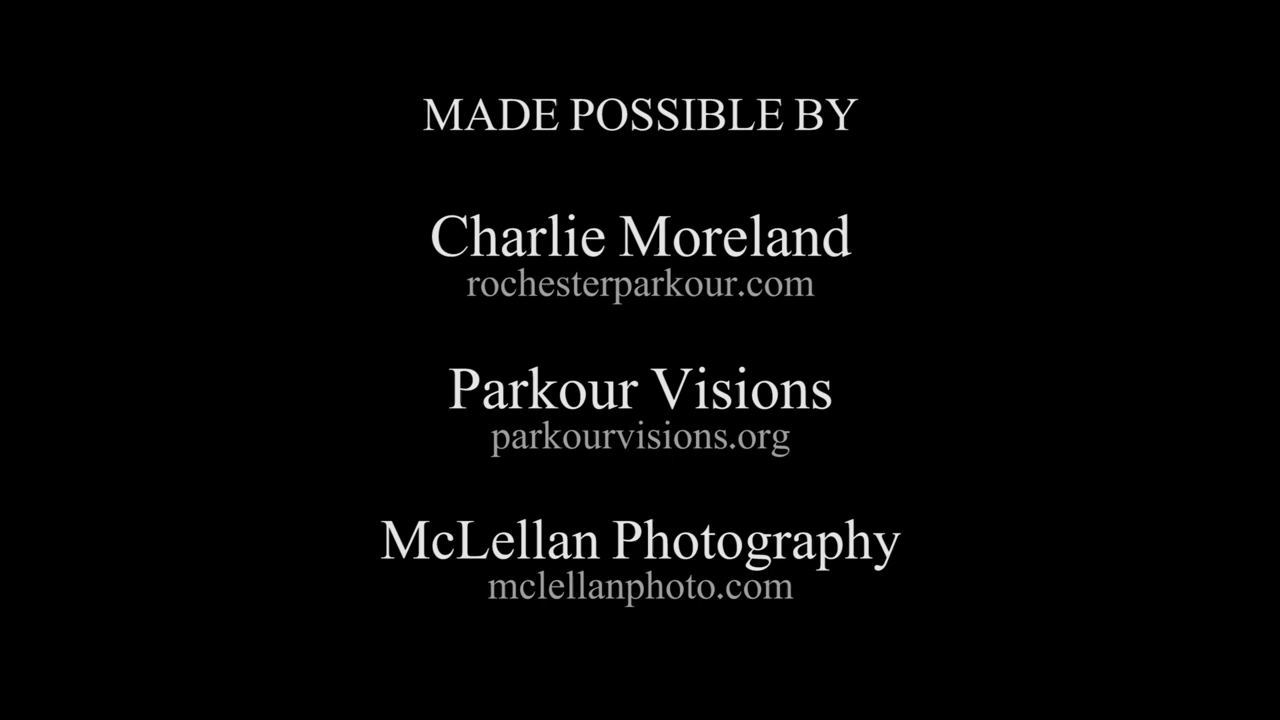 MADE POSSIBLE BY
Charlie Moreland
rochesterparkour.com
Parkour Visions
parkourvisions.org
McLellan Photography
mclellanphoto.com